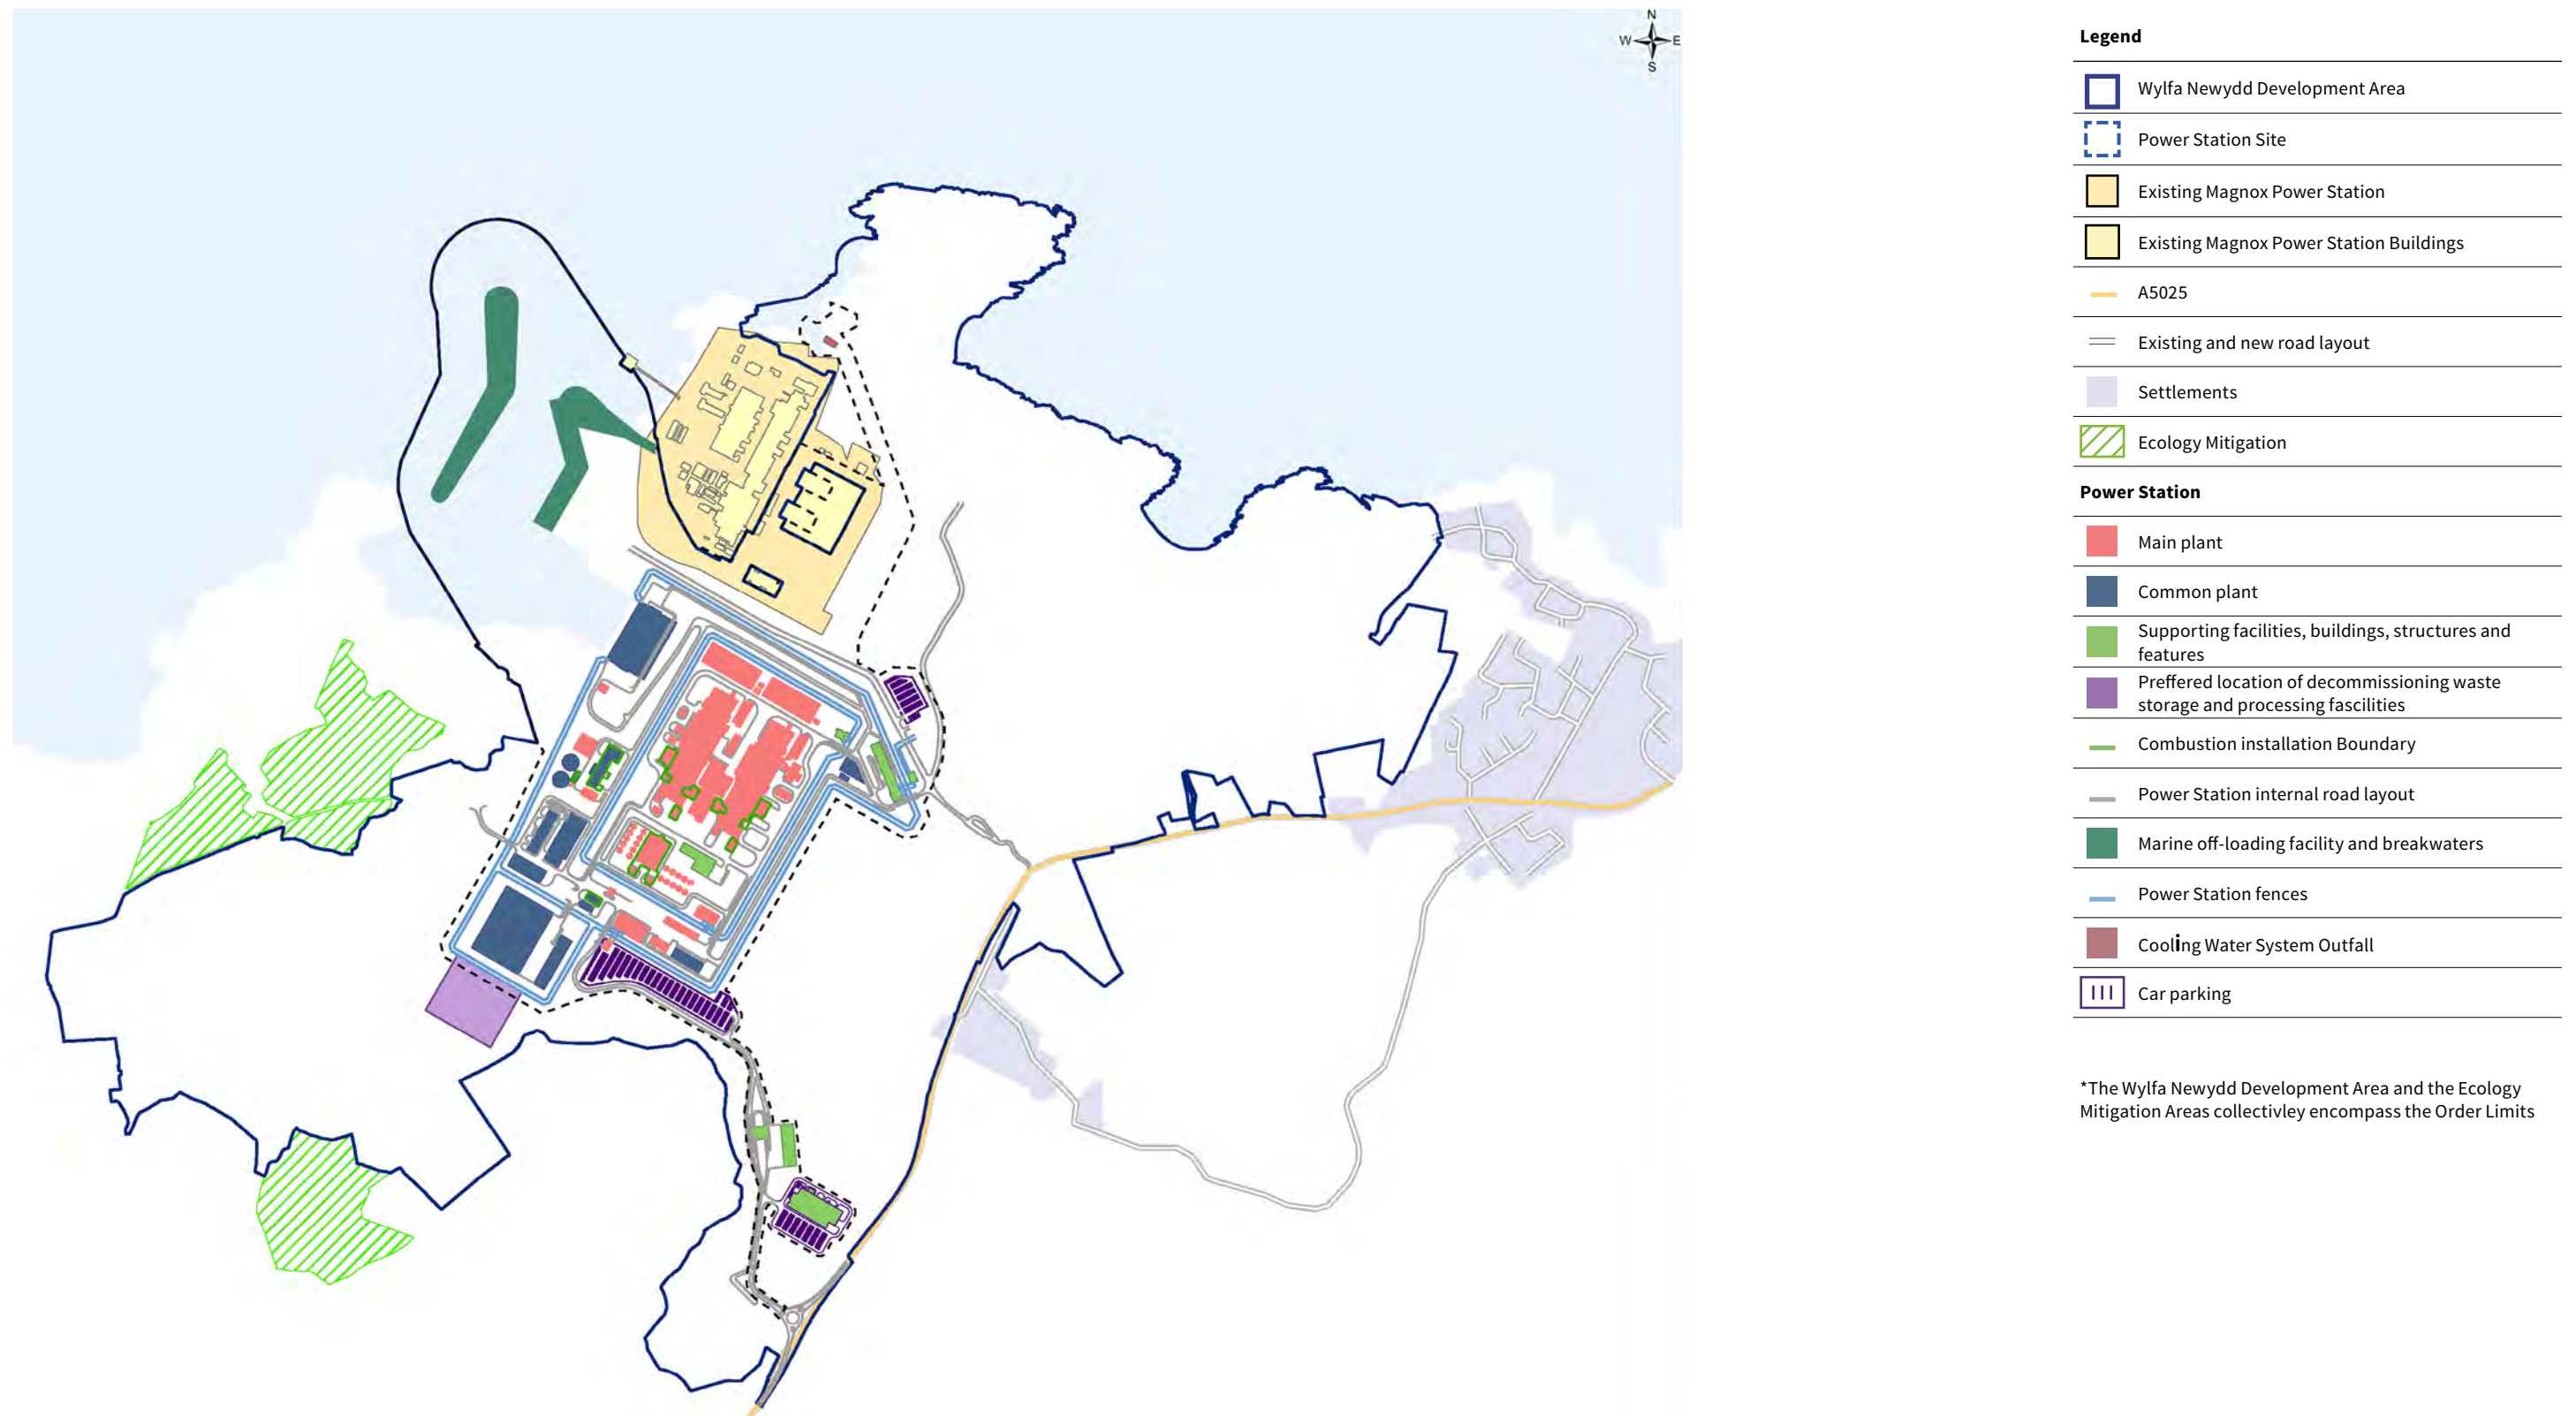 N
W E
S
Legend
Wylfa Newydd Development Area
Power Station Site
Existing Magnox Power Station
Existing Magnox Power Station Buildings
A5025
Existing and new road layout
Settlements
Ecology Mitigation
Power Station
Main plant
Common plant
Supporting facilities, buildings, structures and
features
Preffered location of decommissioning waste
storage and processing fascilities
Combustion installation Boundary
Power Station internal road layout
Marine off-loading facility and breakwaters
Power Station fences
Cooling Water System Outfall
Car parking
*The Wylfa Newydd Development Area and the Ecology
Mitigation Areas collectivley encompass the Order Limits